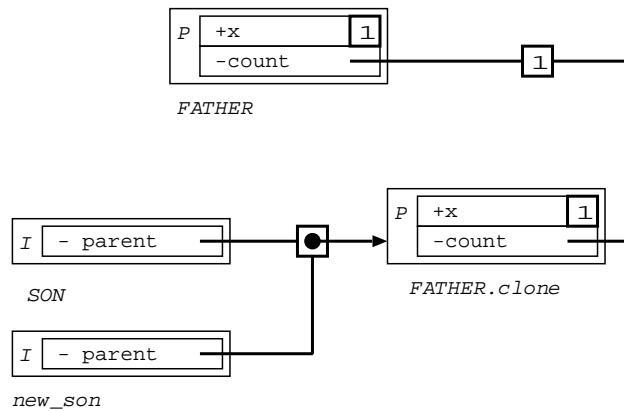 P +x 1
-count 1
FATHER
P +x 1
I - parent -count
SON FATHER.clone
I - parent
new_son